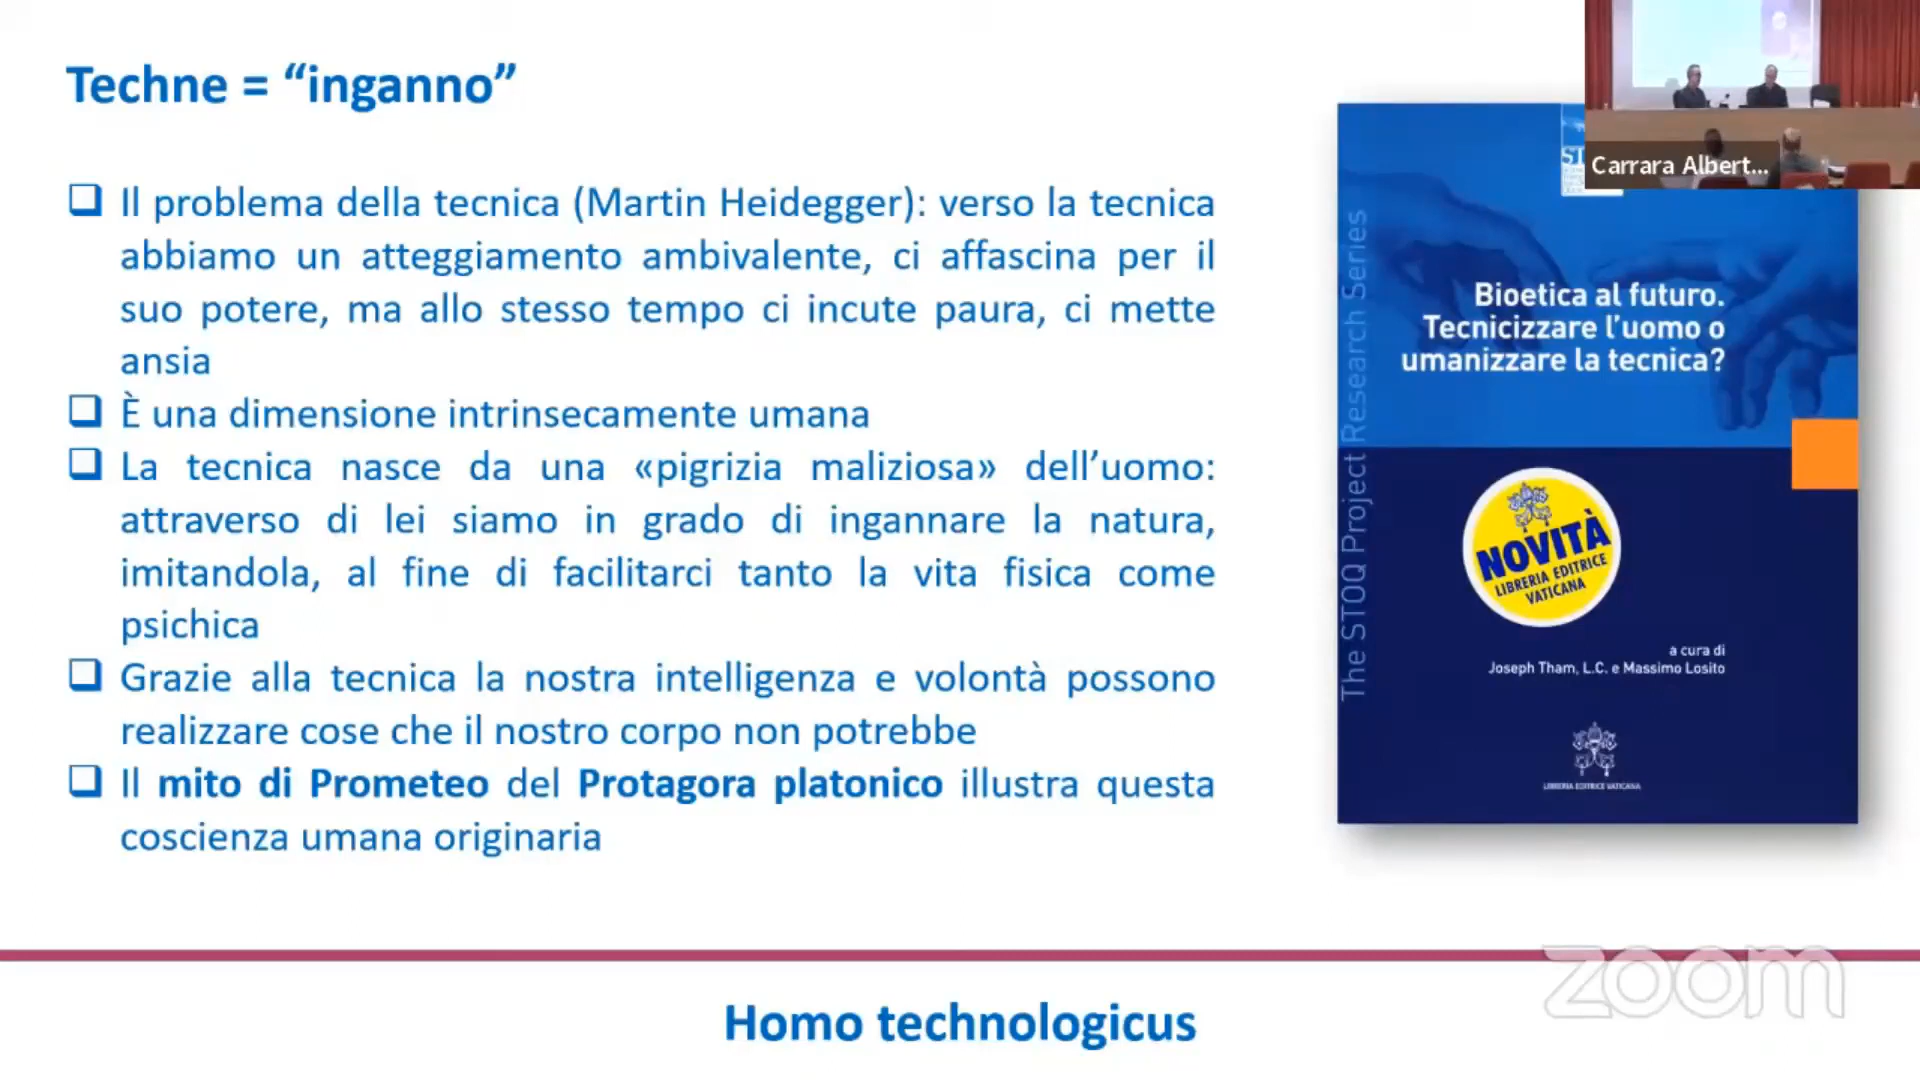 Techne = “inganno”
Il problema della tecnica (Martin Heidegger): verso la tecnica
abbiamo un atteggiamento ambivalente, ci affascina per il
suo potere, ma allo stesso tempo ci incute paura, ci mette
ansia
È una dimensione intrinsecamente umana
La tecnica nasce da una «pigrizia maliziosa» dell’uomo:
attraverso di lei siamo in grado di ingannare la natura,
imitandola, al fine di facilitarci tanto la vita fisica come
psichica
Grazie alla tecnica la nostra intelligenza e volontà possono
realizzare cose che il nostro corpo non potrebbe
Il mito di Prometeo del Protagora platonico illustra questa
coscienza umana originaria
Carrara Albert...
The STOQ Project Research Series
Bioetica al futuro.
Tecnicizzare l’uomo o
umanizzare la tecnica?
NOVITÀ
LIBRERIA EDITRICE
VATICANA
a cura di
Joseph Tham, L.C. e Massimo Losito
LIBRERIA EDITRICE VATICANA
Homo technologicus
zoom